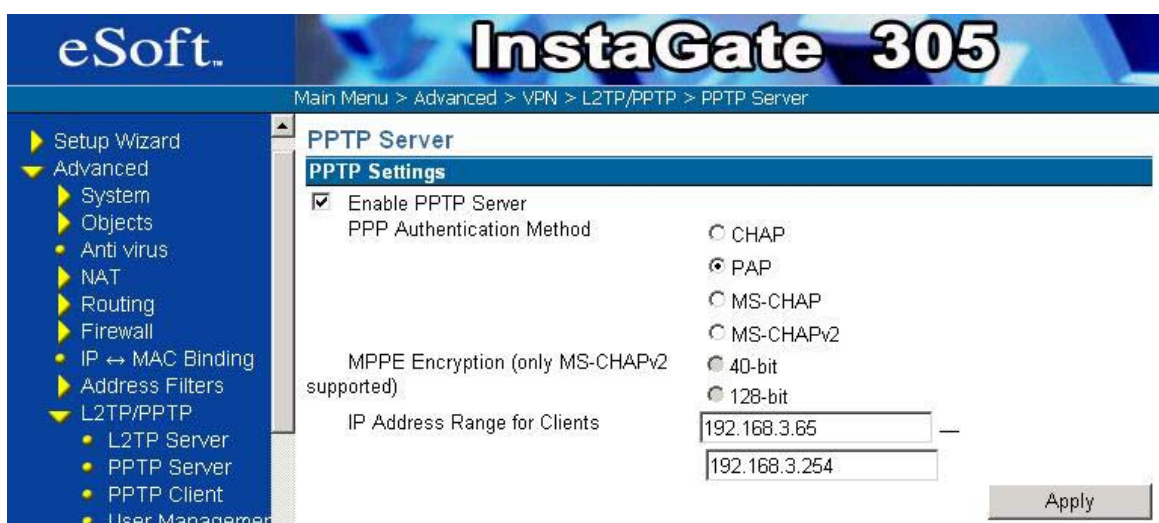 eSoft™
InstaGate 305
Main Menu > Advanced > VPN > L2TP/PPTP > PPTP Server
Setup Wizard
Advanced
System
Objects
Anti virus
NAT
Routing
Firewall
IP ↔ MAC Binding
Address Filters
L2TP/PPTP
L2TP Server
PPTP Server
PPTP Client
User Managemen
PPTP Server
PPTP Settings
Enable PPTP Server
PPP Authentication Method
CHAP
PAP
MS-CHAP
MS-CHAPv2
MPPE Encryption (only MS-CHAPv2
supported)
40-bit
128-bit
IP Address Range for Clients
192.168.3.65 —
192.168.3.254
Apply